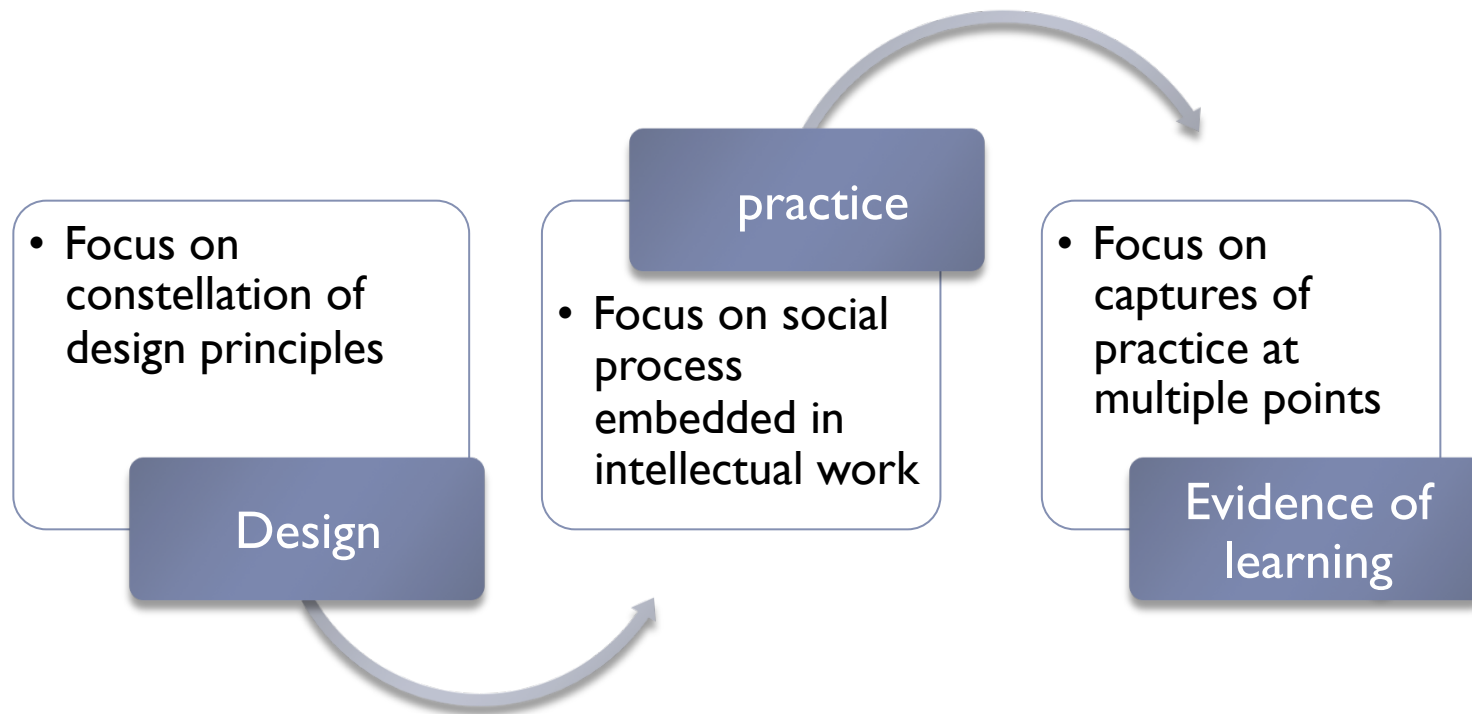 • Focus on
constellation of
design principles
Design
practice
• Focus on social
process
embedded in
intellectual work
• Focus on
captures of
practice at
multiple points
Evidence of
learning